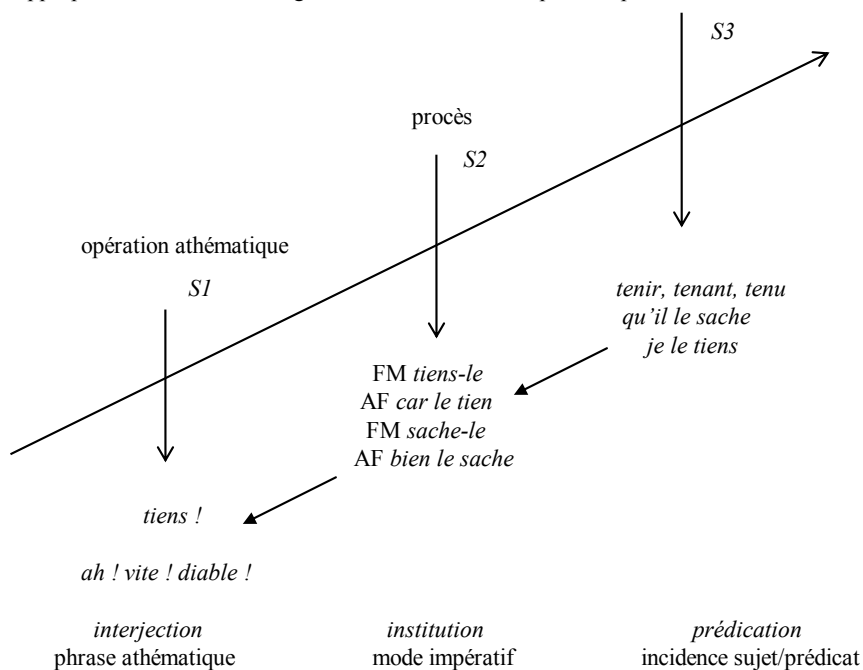 S3
procès
S2
opération athématique
S1
tenir, tenant, tenu
qu’il le sache
je le tiens
FM tiens-le
AF car le tien
FM sache-le
AF bien le sache
tiens !
ah ! vite ! diable !
interjection institution prédication
phrase athématique mode impératif incidence sujet/prédicat